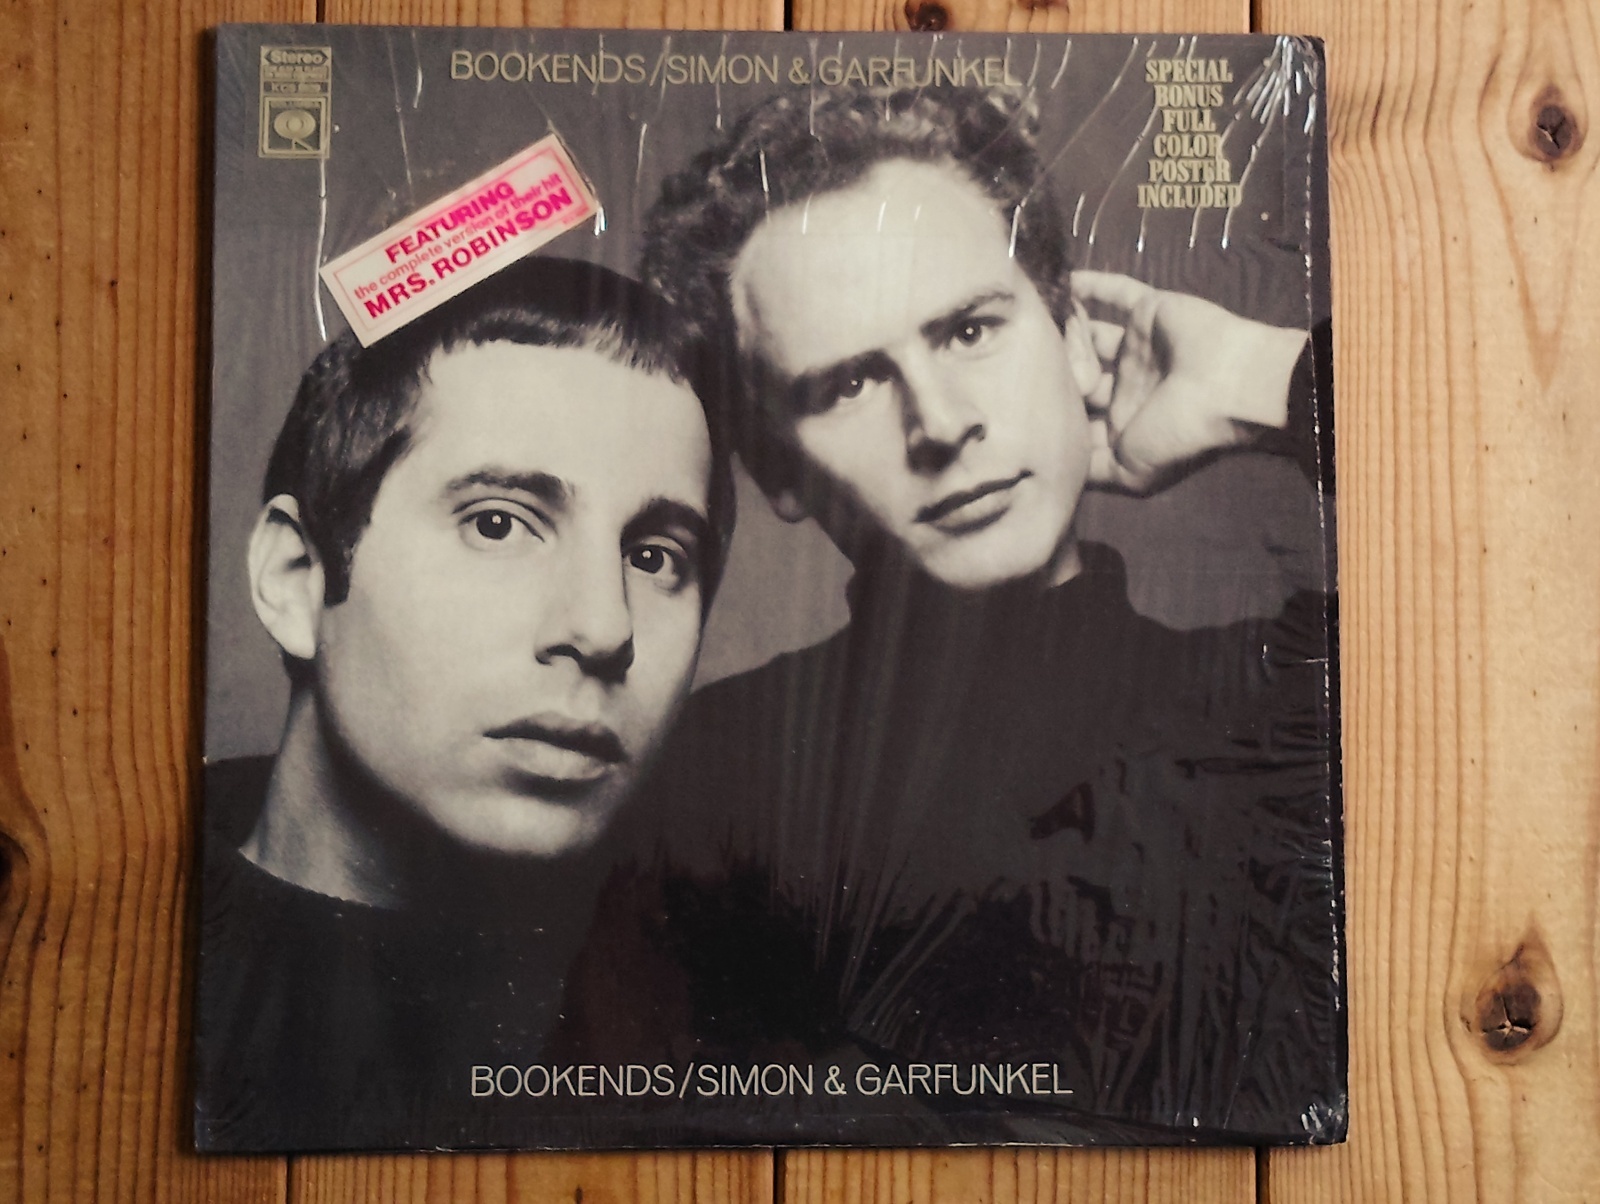 Stereo
COLUMBIA
BOOKENDS/SIMON & GARFUNKEL
SPECIAL
BONUS
FULL
COLOR
POSTER
INCLUDED
FEATURING
the complete version of their hit
MRS. ROBINSON
BOOKENDS/SIMON & GARFUNKEL